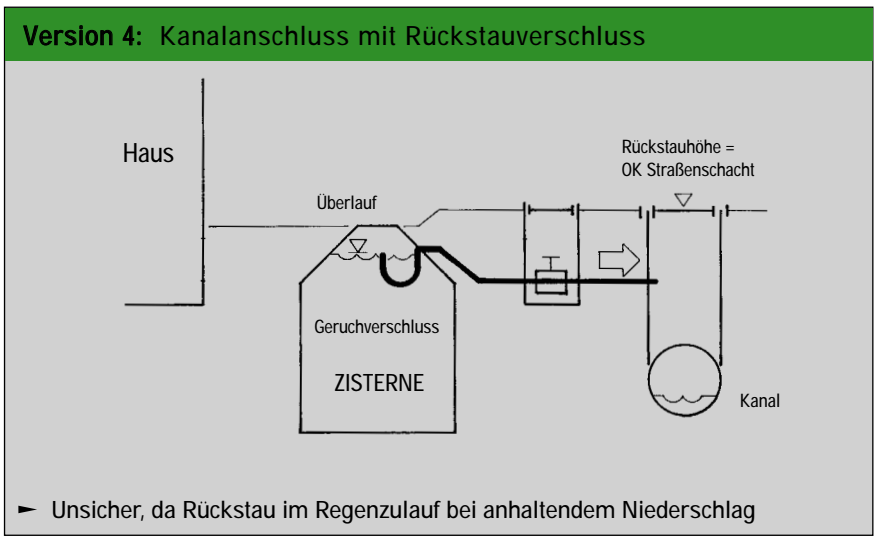 Version 4: Kanalanschluss mit Rückstauverschluss
Haus
Rückstauhöhe =
OK Straßenschacht
Überlauf
Geruchverschluss
ZISTERNE
Kanal
► Unsicher, da Rückstau im Regenzulauf bei anhaltendem Niederschlag